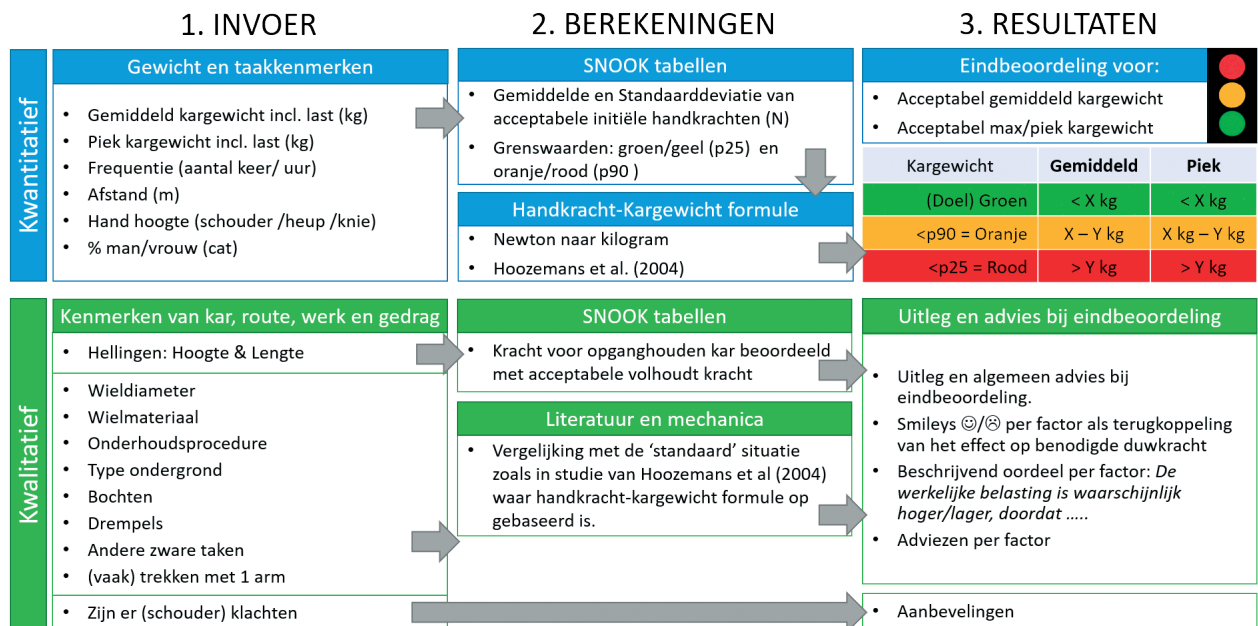 1. INVOER
2. BEREKENINGEN
3. RESULTATEN
Kwantitatief
Gewicht en taakkenmerken
• Gemiddeld kargewicht incl. last (kg)
• Piek kargewicht incl. last (kg)
• Frequentie (aantal keer/ uur)
• Afstand (m)
• Hand hoogte (schouder /heup /knie)
• % man/vrouw (cat)
SNOOK tabellen
• Gemiddelde en Standaarddeviatie van
acceptabele initiële handkrachten (N)
• Grenswaarden: groen/geel (p25) en
oranje/rood (p90 )
Handkracht-Kargewicht formule
• Newton naar kilogram
• Hoozemans et al. (2004)
Eindbeoordeling voor:
• Acceptabel gemiddeld kargewicht
• Acceptabel max/piek kargewicht
Kargewicht Gemiddeld Piek
(Doel) Groen < X kg < X kg
<p90 = Oranje X – Y kg X kg – Y kg
<p25 = Rood > Y kg > Y kg
Kwalitatief
Kenmerken van kar, route, werk en gedrag
• Hellingen: Hoogte & Lengte
• Wieldiameter
• Wielmateriaal
• Onderhoudsprocedure
• Type ondergrond
• Bochten
• Drempels
• Andere zware taken
• (vaak) trekken met 1 arm
• Zijn er (schouder) klachten
SNOOK tabellen
• Kracht voor opganghouden kar beoordeeld
met acceptabele volhoudt kracht
Literatuur en mechanica
• Vergelijking met de ‘standaard’ situatie
zoals in studie van Hoozemans et al (2004)
waar handkracht-kargewicht formule op
gebaseerd is.
Uitleg en advies bij eindbeoordeling
• Uitleg en algemeen advies bij
eindbeoordeling.
• Smileys ☺/☹ per factor als terugkoppeling
van het effect op benodigde duwkracht
• Beschrijvend oordeel per factor: De
werkelijke belasting is waarschijnlijk
hoger/lager, doordat …..
• Adviezen per factor
• Aanbevelingen